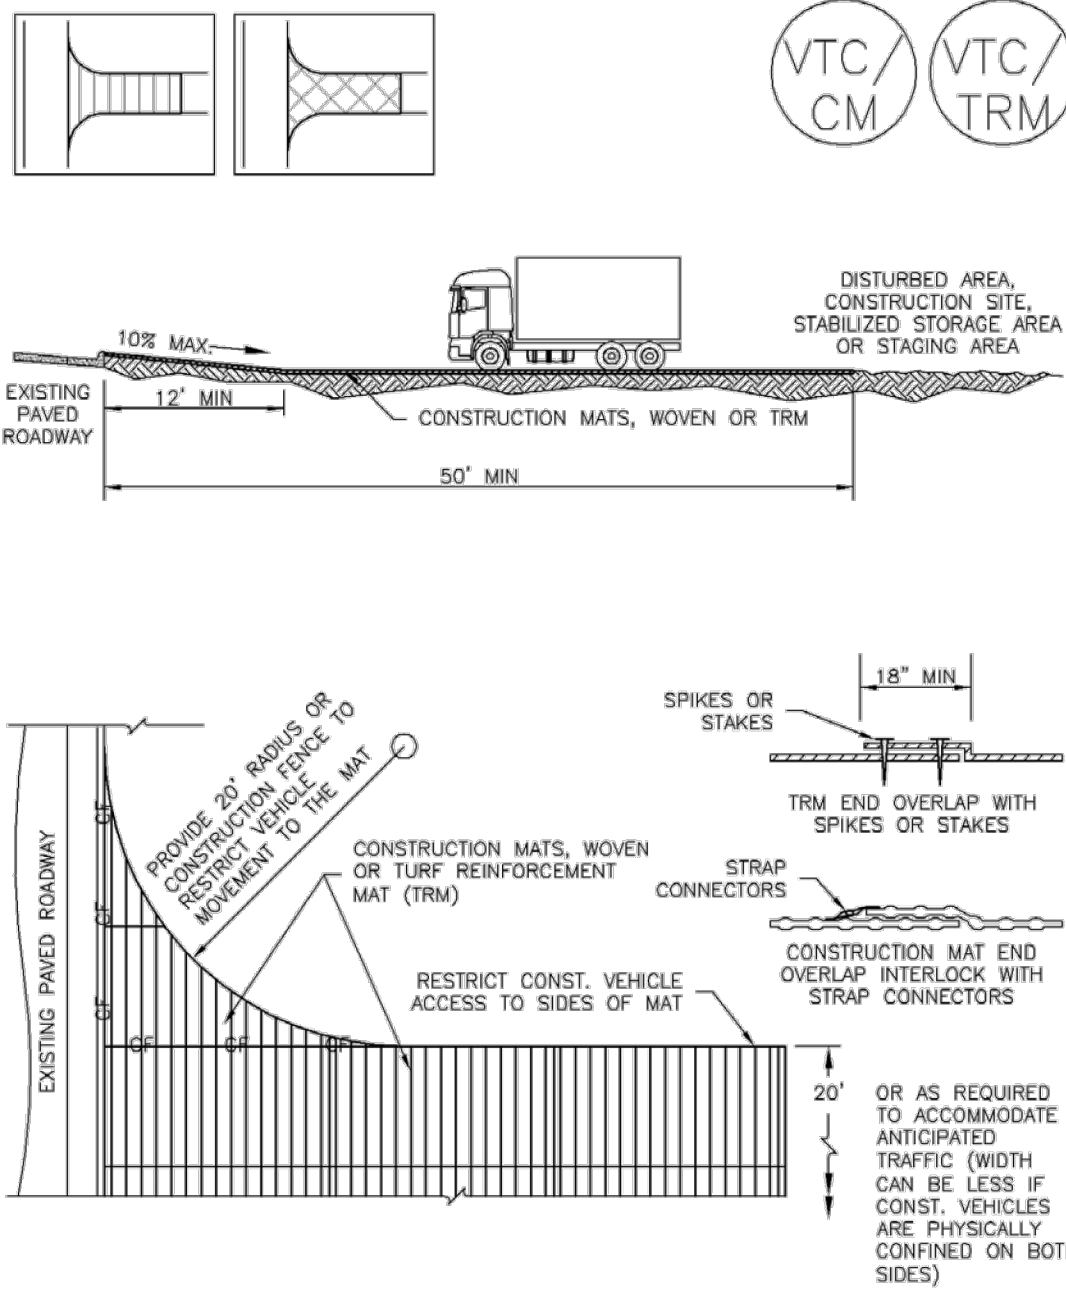 VTC/
CM
VTC/
TRM
DISTURBED AREA,
CONSTRUCTION SITE,
STABILIZED STORAGE AREA
OR STAGING AREA
10% MAX.
EXISTING
PAVED
ROADWAY
12' MIN
CONSTRUCTION MATS, WOVEN OR TRM
50' MIN
PROVIDE 20' RADIUS OR
CONSTRUCTION FENCE TO
RESTRICT VEHICLE
MOVEMENT TO THE MAT
18" MIN
SPIKES OR
STAKES
TRM END OVERLAP WITH
SPIKES OR STAKES
CONSTRUCTION MATS, WOVEN
OR TURF REINFORCEMENT
MAT (TRM)
STRAP
CONNECTORS
CONSTRUCTION MAT END
OVERLAP INTERLOCK WITH
STRAP CONNECTORS
RESTRICT CONST. VEHICLE
ACCESS TO SIDES OF MAT
EXISTING PAVED ROADWAY
CF
CF
CF
CF
CF
CF
20'
OR AS REQUIRED
TO ACCOMMODATE
ANTICIPATED
TRAFFIC (WIDTH
CAN BE LESS IF
CONST. VEHICLES
ARE PHYSICALLY
CONFINED ON BOTH
SIDES)